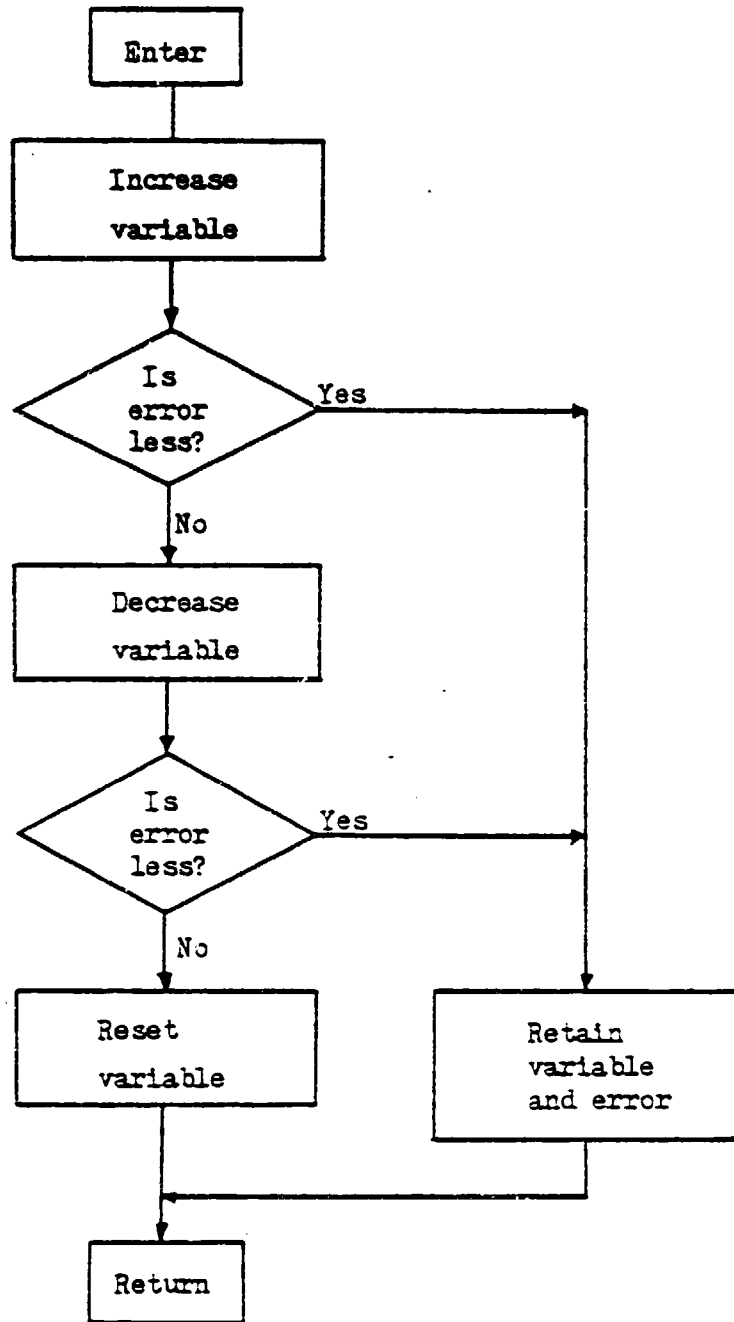 Enter
Increase
variable
Is
error
less?
Yes
No
Decrease
variable
Is
error
less?
Yes
No
Reset
variable
Retain
variable
and error
Return